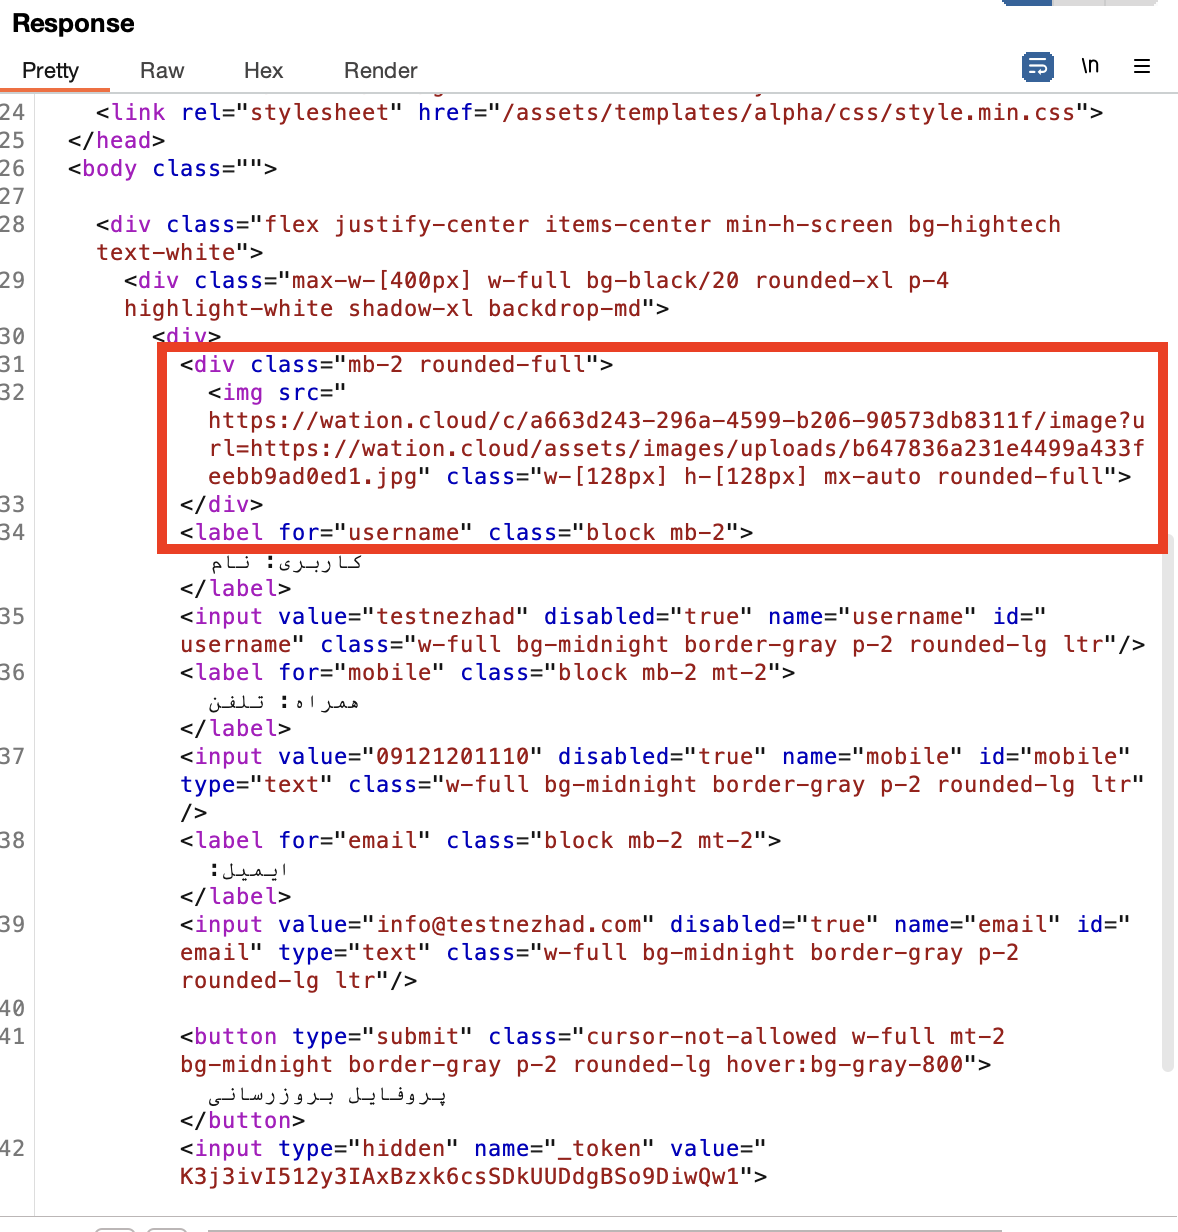 Response
Pretty Raw Hex Render \n
24 <link rel="stylesheet" href="/assets/templates/alpha/css/style.min.css">
25 </head>
26 <body class="">
27
28 <div class="flex justify-center items-center min-h-screen bg-hightech
text-white">
29 <div class="max-w-[400px] w-full bg-black/20 rounded-xl p-4
highlight-white shadow-xl backdrop-md">
30 <div>
31 <div class="mb-2 rounded-full">
32 <img src="
https://wation.cloud/c/a663d243-296a-4599-b206-90573db8311f/image?u
rl=https://wation.cloud/assets/images/uploads/b647836a231e4499a433f
eebb9ad0ed1.jpg" class="w-[128px] h-[128px] mx-auto rounded-full">
33 </div>
34 <label for="username" class="block mb-2">
کاربری: نام
</label>
35 <input value="testnezhad" disabled="true" name="username" id="
username" class="w-full bg-midnight border-gray p-2 rounded-lg ltr"/>
36 <label for="mobile" class="block mb-2 mt-2">
همراه: تلفن
</label>
37 <input value="09121201110" disabled="true" name="mobile" id="mobile"
type="text" class="w-full bg-midnight border-gray p-2 rounded-lg ltr"
/>
38 <label for="email" class="block mb-2 mt-2">
ایمیل:
</label>
39 <input value="info@testnezhad.com" disabled="true" name="email" id="
email" type="text" class="w-full bg-midnight border-gray p-2
rounded-lg ltr"/>
40
41 <button type="submit" class="cursor-not-allowed w-full mt-2
bg-midnight border-gray p-2 rounded-lg hover:bg-gray-800">
پروفایل بروزرسانی
</button>
42 <input type="hidden" name="_token" value="
K3j3ivI512y3IAxBzxk6csSDkUUDdgBSo9DiwQw1">